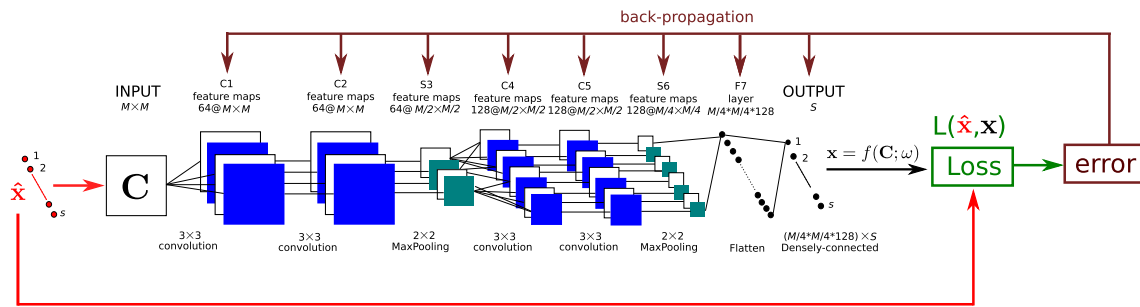 back-propagation
INPUT
M×M
C1
feature maps
64@M×M
C2
feature maps
64@M×M
S3
feature maps
64@M/2×M/2
C4
feature maps
128@M/2×M/2
C5
feature maps
128@M/2×M/2
S6
feature maps
128@M/4×M/4
F7
layer
M/4*M/4*128
OUTPUT
S
1
2
s
x̂
C
1
2
s
x = f(C; ω)
L(x̂,x)
Loss
error
3×3
convolution
3×3
convolution
2×2
MaxPooling
3×3
convolution
3×3
convolution
2×2
MaxPooling
Flatten
(M/4*M/4*128)×S
Densely-connected